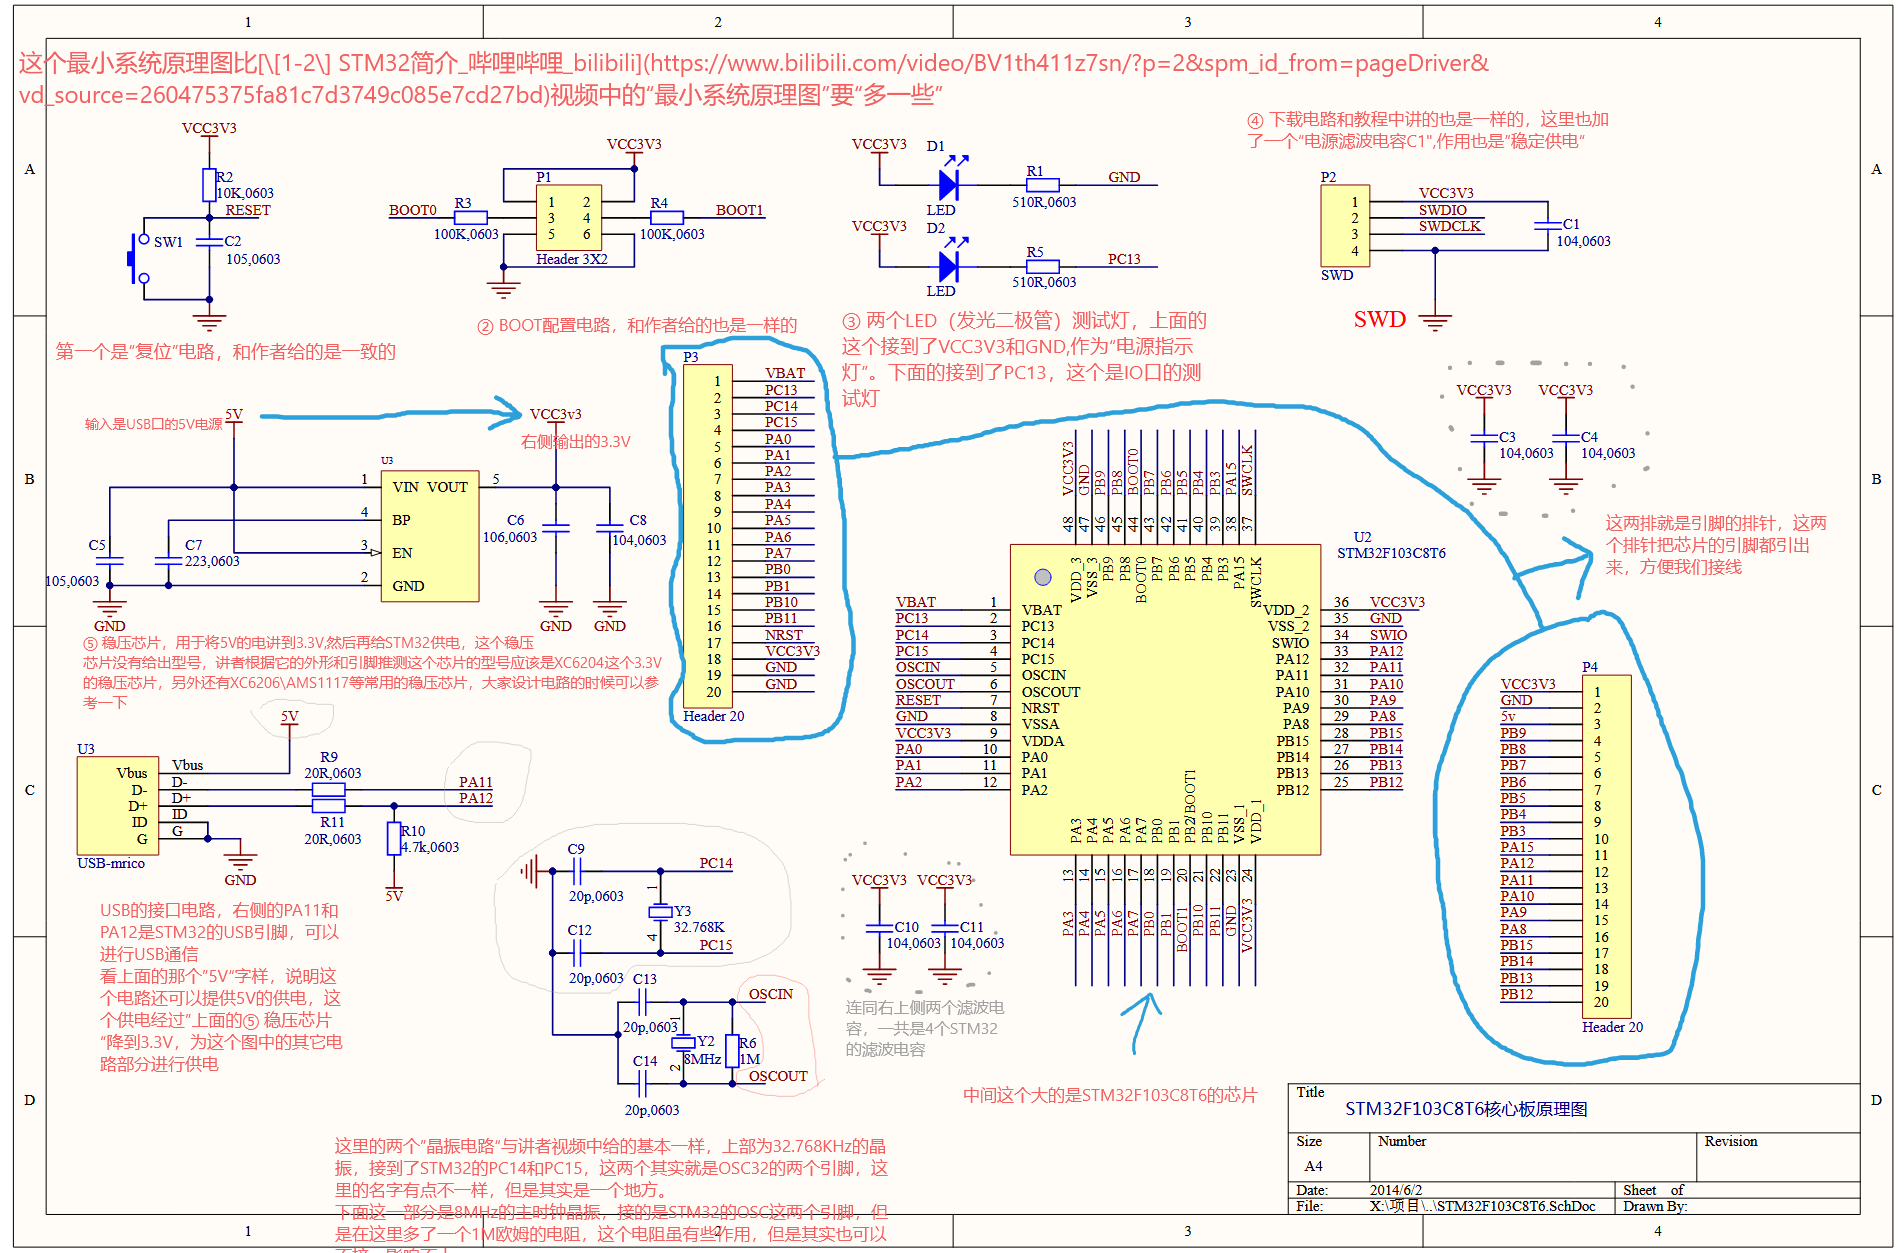 1 2 3 4
这个最小系统原理图比[\[1-2\] STM32简介_哔哩哔哩_bilibili](https://www.bilibili.com/video/BV1th411z7sn/?p=2&spm_id_from=pageDriver&
vd_source=260475375fa81c7d3749c085e7cd27bd)视频中的“最小系统原理图”要“多一些”
A
VCC3V3
R2
10K,0603
RESET
SW1
C2
105,0603
第一个是“复位”电路，和作者给的是一致的
VCC3V3
P1
BOOT0
R3
100K,0603
1 2
3 4
5 6
R4
100K,0603
BOOT1
Header 3X2
② BOOT配置电路，和作者给的也是一样的
VCC3V3
D1
LED
R1
510R,0603
GND
VCC3V3
D2
LED
R5
510R,0603
PC13
③ 两个LED（发光二极管）测试灯，上面的
这个接到了VCC3V3和GND,作为“电源指示
灯”。下面的接到了PC13，这个是IO口的测
试灯
④ 下载电路和教程中讲的也是一样的，这里也加
了一个“电源滤波电容C1",作用也是”稳定供电“
A
P2
1
2
3
4
SWD
VCC3V3
SWDIO
SWDCLK
C1
104,0603
SWD
B
输入是USB口的5V电源
5V
VCC3v3
右侧输出的3.3V
U3
1 VIN VOUT 5
4 BP
3 EN
2 GND
C5
105,0603
C7
223,0603
C6
106,0603
C8
104,0603
GND
GND
GND
⑤ 稳压芯片，用于将5V的电讲到3.3V,然后再给STM32供电，这个稳压
芯片没有给出型号，讲者根据它的外形和引脚推测这个芯片的型号应该是XC6204这个3.3V
的稳压芯片，另外还有XC6206\AMS1117等常用的稳压芯片，大家设计电路的时候可以参
考一下
P3
1 VBAT
2 PC13
3 PC14
4 PC15
5 PA0
6 PA1
7 PA2
8 PA3
9 PA4
10 PA5
11 PA6
12 PA7
13 PB0
14 PB1
15 PB10
16 PB11
17 NRST
18 VCC3V3
19 GND
20 GND
Header 20
VCC3V3
C3
104,0603
VCC3V3
C4
104,0603
B
这两排就是引脚的排针，这两
个排针把芯片的引脚都引出
来，方便我们接线
U2
STM32F103C8T6
VCC3V3 48 VDD_3
GND 47 VSS_3
PB9 46 PB9
PB8 45 PB8
BOOT0 44 BOOT0
PB7 43 PB7
PB6 42 PB6
PB5 41 PB5
PB4 40 PB4
PB3 39 PB3
PA15 38 PA15
SWCLK 37 SWCLK
VBAT 1 VBAT
PC13 2 PC13
PC14 3 PC14
PC15 4 PC15
OSCIN 5 OSCIN
OSCOUT 6 OSCOUT
RESET 7 NRST
GND 8 VSSA
VCC3V3 9 VDDA
PA0 10 PA0
PA1 11 PA1
PA2 12 PA2
VDD_2 36 VCC3V3
VSS_2 35 GND
SWIO 34 SWIO
PA12 33 PA12
PA11 32 PA11
PA10 31 PA10
PA9 30 PA9
PA8 29 PA8
PB15 28 PB15
PB14 27 PB14
PB13 26 PB13
PB12 25 PB12
PA3 13 PA3
PA4 14 PA4
PA5 15 PA5
PA6 16 PA6
PA7 17 PA7
PB0 18 PB0
PB1 19 PB1
PB2/BOOT1 20 BOOT1
PB10 21 PB10
PB11 22 PB11
VSS_1 23 GND
VDD_1 24 VCC3V3
P4
VCC3V3 1
GND 2
5v 3
PB9 4
PB8 5
PB7 6
PB6 7
PB5 8
PB4 9
PB3 10
PA15 11
PA12 12
PA11 13
PA10 14
PA9 15
PA8 16
PB15 17
PB14 18
PB13 19
PB12 20
Header 20
C
5V
U3
Vbus Vbus
D- D-
D+ D+
ID ID
G G
USB-mrico
R9
20R,0603
R11
20R,0603
PA11
PA12
R10
4.7k,0603
5V
GND
USB的接口电路，右侧的PA11和
PA12是STM32的USB引脚，可以
进行USB通信
看上面的那个”5V“字样，说明这
个电路还可以提供5V的供电，这
个供电经过”上面的⑤ 稳压芯片
“降到3.3V，为这个图中的其它电
路部分进行供电
C9
20p,0603
PC14
1
Y3
32.768K
4
C12
20p,0603
PC15
C13
20p,0603
OSCIN
1
Y2
8MHz
2
R6
1M
C14
20p,0603
OSCOUT
VCC3V3
C10
104,0603
VCC3V3
C11
104,0603
连同右上侧两个滤波电
容，一共是4个STM32
的滤波电容
C
中间这个大的是STM32F103C8T6的芯片
D
这里的两个”晶振电路“与讲者视频中给的基本一样，上部为32.768KHz的晶
振，接到了STM32的PC14和PC15，这两个其实就是OSC32的两个引脚，这
里的名字有点不一样，但是其实是一个地方。
下面这一部分是8MHz的主时钟晶振，接的是STM32的OSC这两个引脚，但
是在这里多了一个1M欧姆的电阻，这个电阻虽有些作用，但是其实也可以
D
Title
STM32F103C8T6核心板原理图
Size
A4
Number
Revision
Date: 2014/6/2 Sheet of
File: X:\项目\..\STM32F103C8T6.SchDoc Drawn By:
1 2 3 4